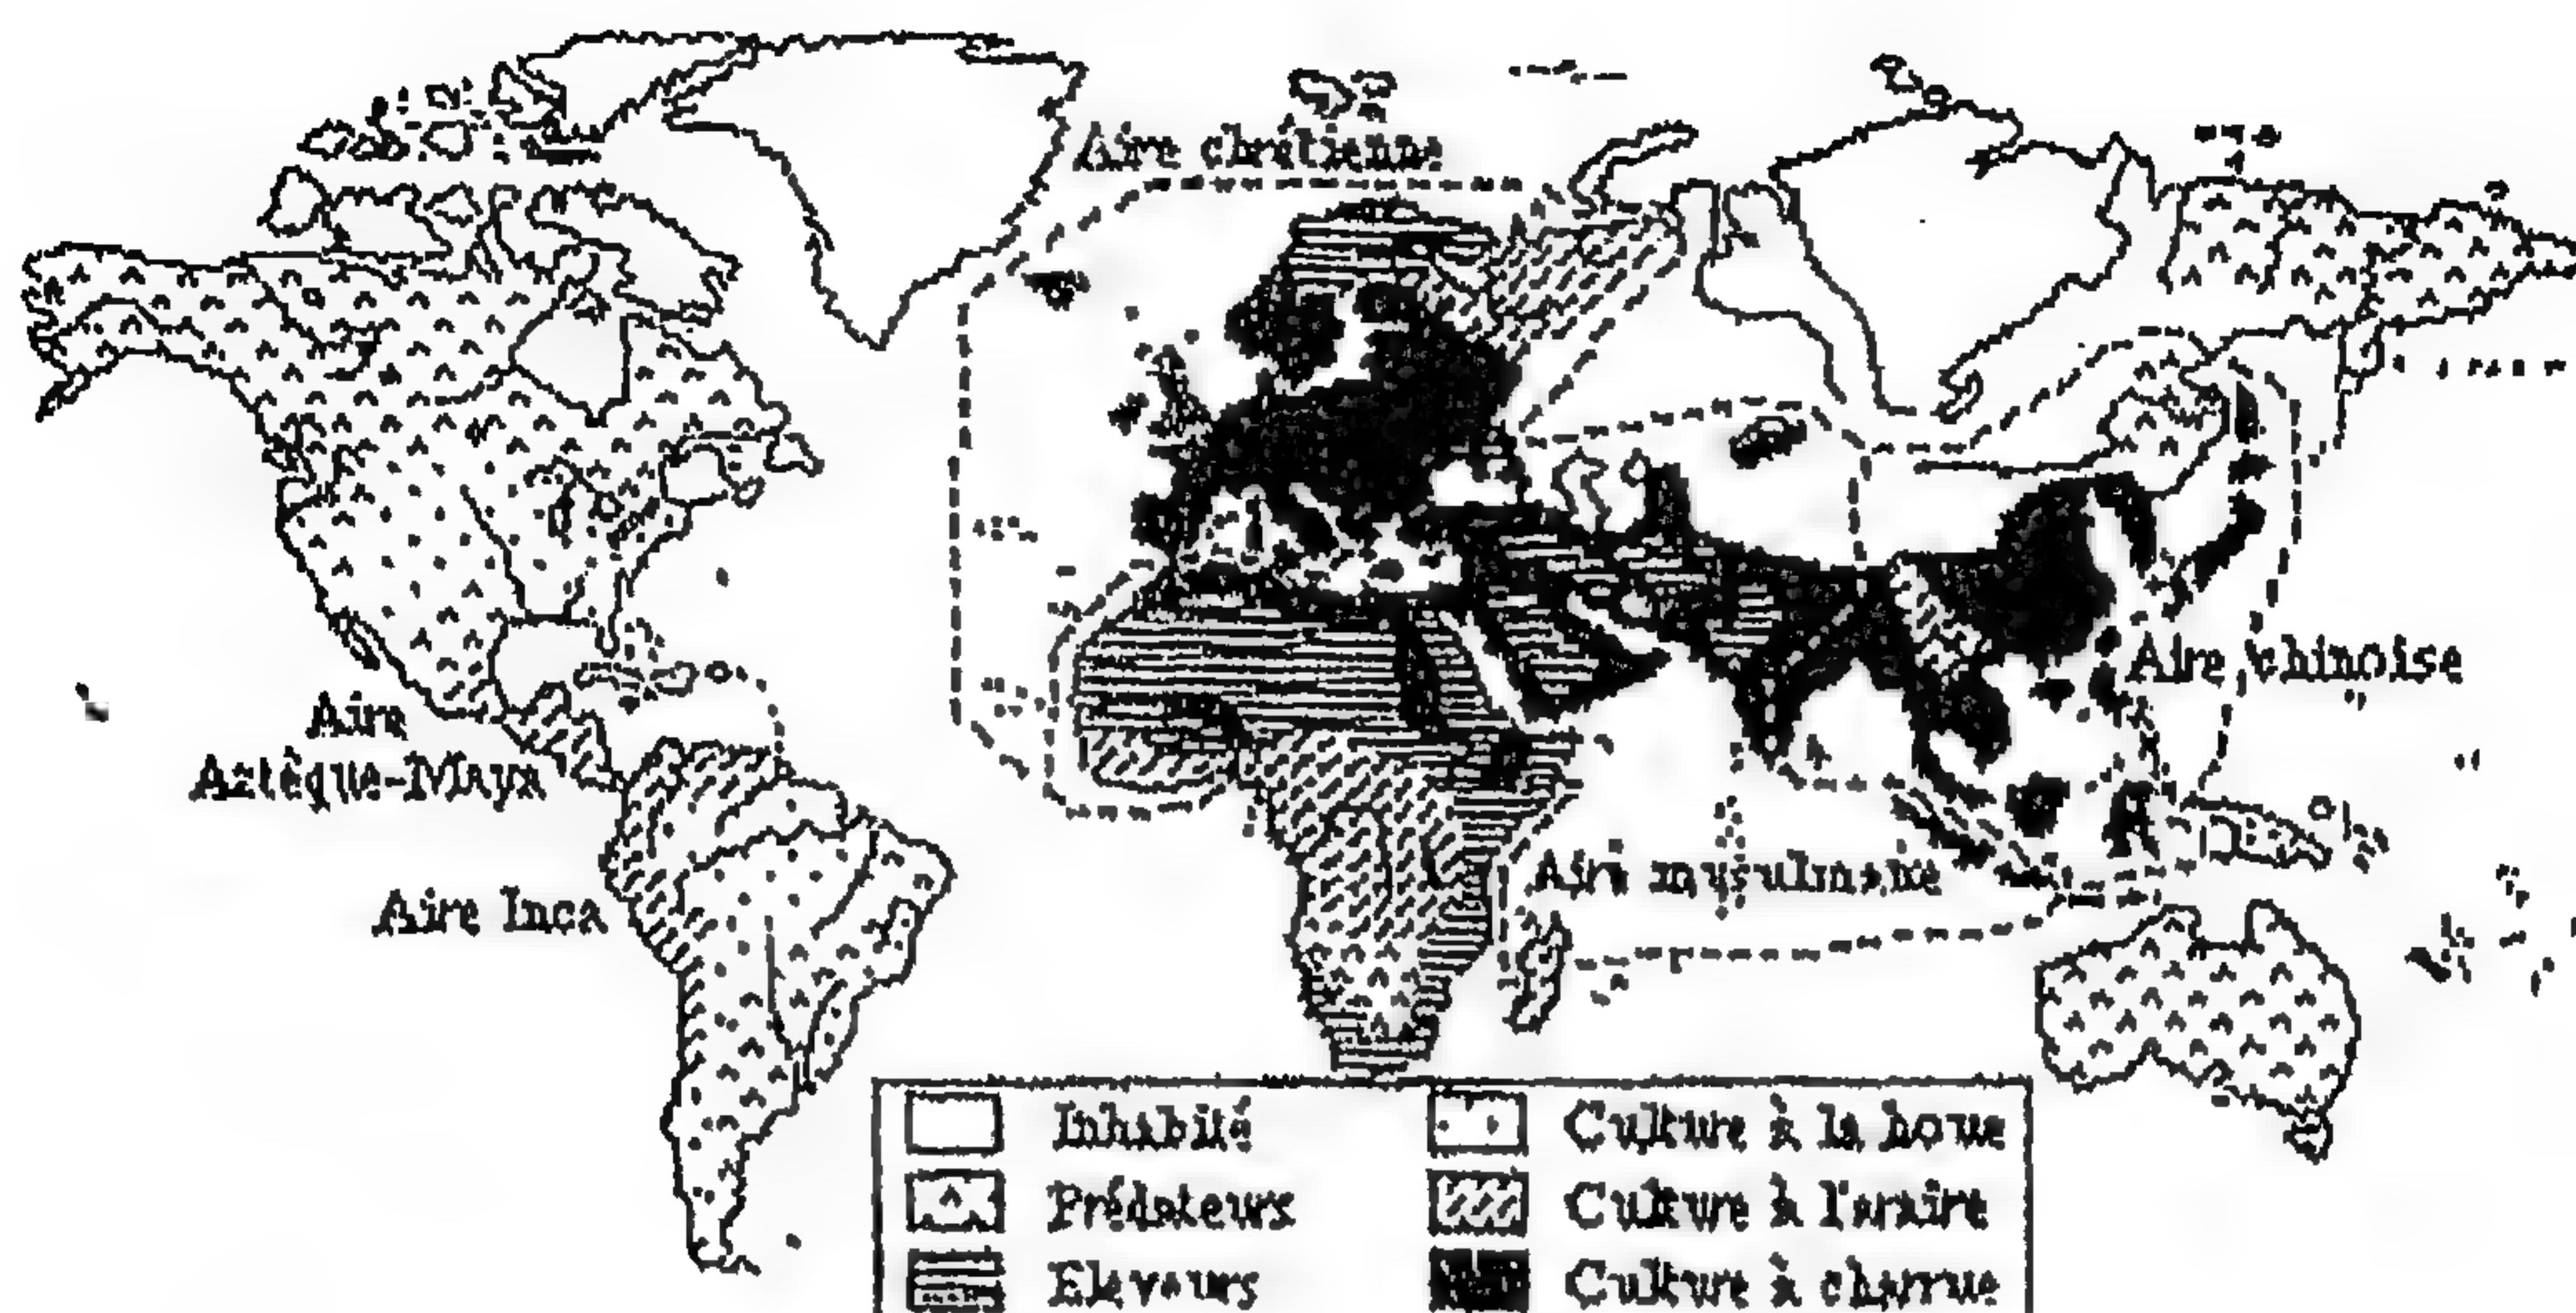 Aire chrétienne
Aire chinoise
Aire
Aztèque-Maya
Aire musulmane
Aire Inca
Inhabité
Culture à la houe
Prédateurs
Culture à l'araire
Eleveurs
Culture à charrue